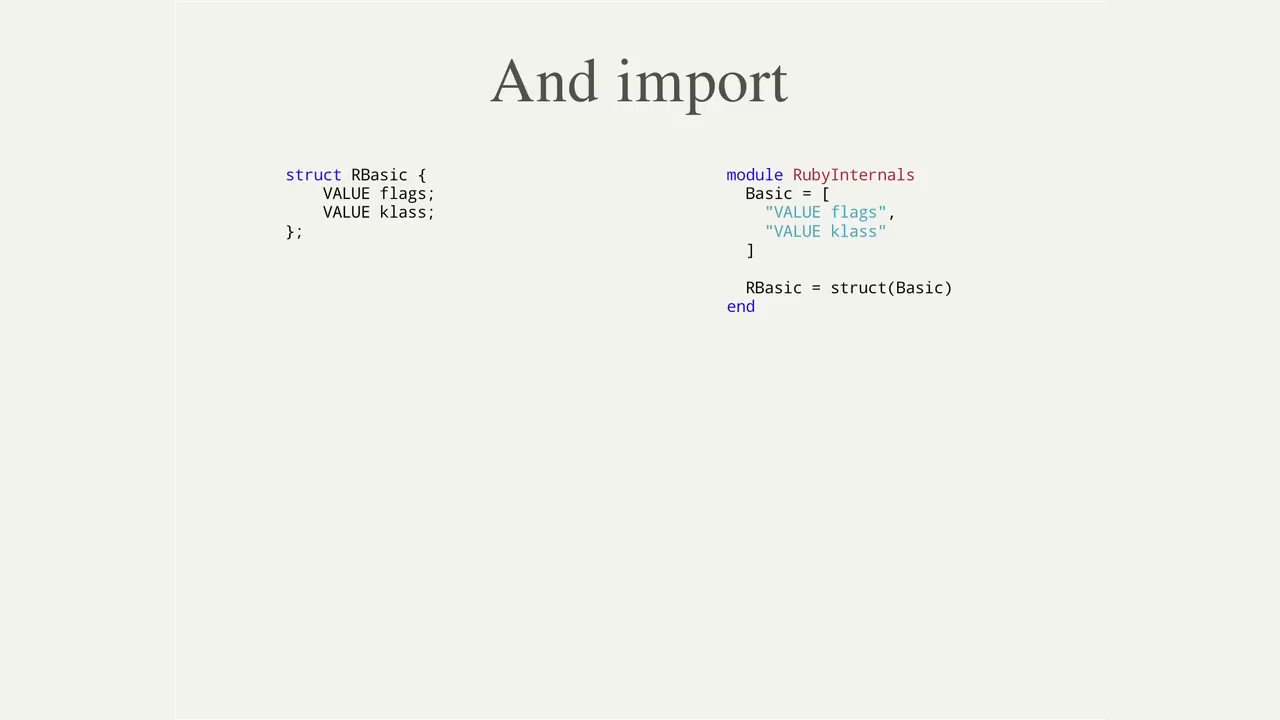 And import
struct RBasic {
    VALUE flags;
    VALUE klass;
};
module RubyInternals
  Basic = [
    "VALUE flags",
    "VALUE klass"
  ]

  RBasic = struct(Basic)
end